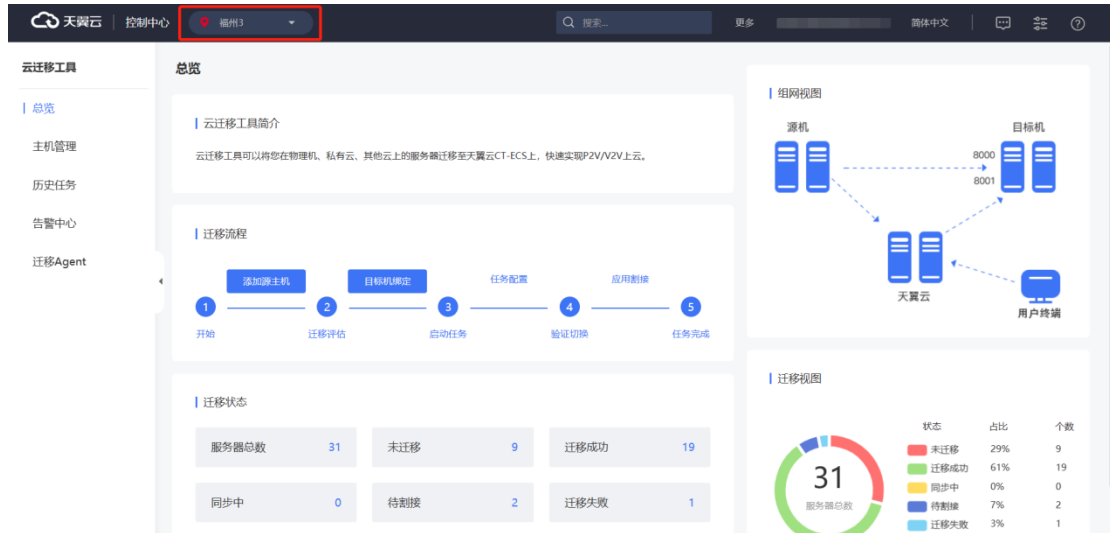 天翼云 控制中心 福州3 搜索... 更多 简体中文
云迁移工具
总览
主机管理
历史任务
告警中心
迁移Agent
总览
云迁移工具简介
云迁移工具可以将您在物理机、私有云、其他云上的服务器迁移至天翼云CT-ECS上，快速实现P2V/V2V上云。
迁移流程
添加源主机 目标机绑定 任务配置 应用割接
1 2 3 4 5
开始 迁移评估 启动任务 验证切换 任务完成
迁移状态
服务器总数 31 未迁移 9 迁移成功 19
同步中 0 待割接 2 迁移失败 1
组网视图
源机 目标机
8000
8001
天翼云
用户终端
迁移视图
31
服务器总数
状态 占比 个数
未迁移 29% 9
迁移成功 61% 19
同步中 0% 0
待割接 7% 2
迁移失败 3% 1